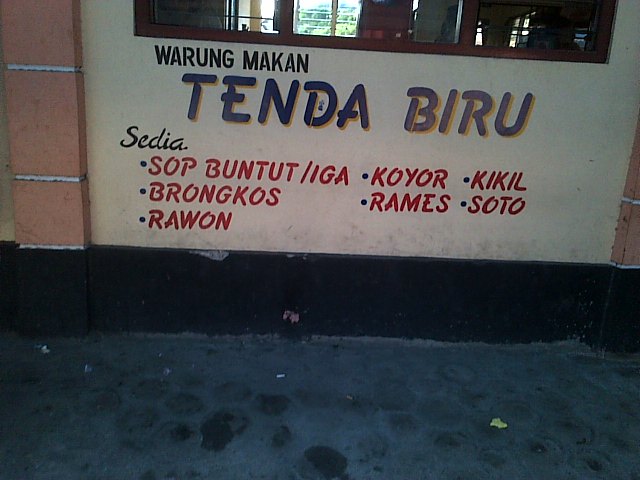 WARUNG MAKAN
TENDA BIRU
Sedia
•SOP BUNTUT/IGA •KOYOR •KIKIL
•BRONGKOS •RAMES •SOTO
•RAWON